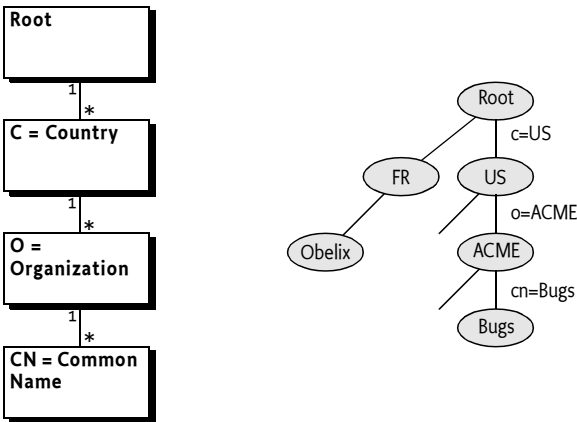 Root
1
*
C = Country
1
*
O =
Organization
1
*
CN = Common
Name
Root
c=US
FR
US
o=ACME
Obelix
ACME
cn=Bugs
Bugs